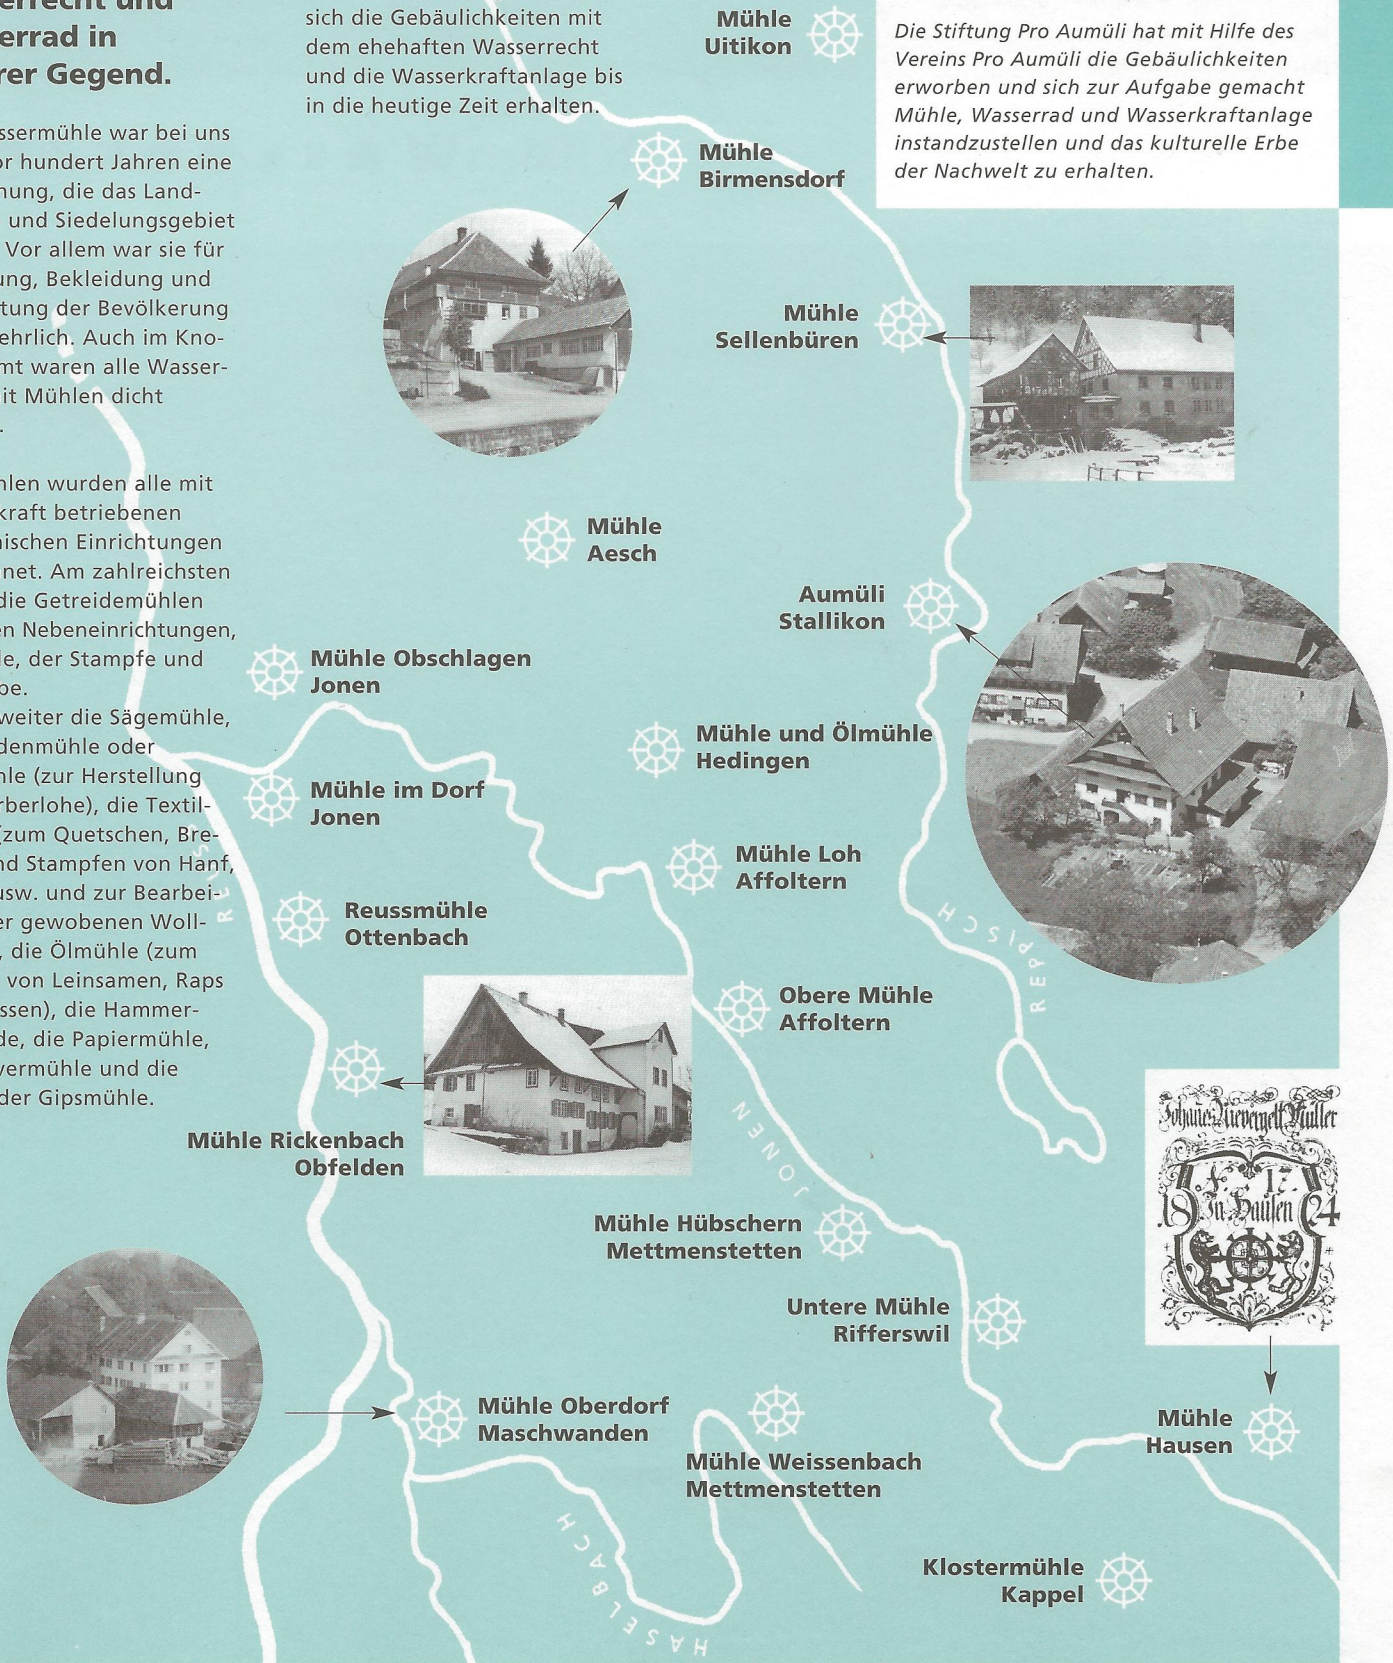 errecht und
errad in
rer Gegend.
ssermühle war bei uns
or hundert Jahren eine
nung, die das Land-
und Siedelungsgebiet
Vor allem war sie für
ung, Bekleidung und
tung der Bevölkerung
ehrlich. Auch im Kno-
mt waren alle Wasser-
it Mühlen dicht
.
hlen wurden alle mit
kraft betriebenen
nischen Einrichtungen
net. Am zahlreichsten
die Getreidemühlen
en Nebeneinrichtungen,
le, der Stampfe und
be.
weiter die Sägemühle,
denmühle oder
hle (zur Herstellung
rberlohe), die Textil-
(zum Quetschen, Bre-
nd Stampfen von Hanf,
usw. und zur Bearbei-
er gewobenen Woll-
, die Ölmühle (zum
von Leinsamen, Raps
ssen), die Hammer-
de, die Papiermühle,
vermühle und die
der Gipsmühle.
sich die Gebäulichkeiten mit
dem ehehaften Wasserrecht
und die Wasserkraftanlage bis
in die heutige Zeit erhalten.
Die Stiftung Pro Aumüli hat mit Hilfe des
Vereins Pro Aumüli die Gebäulichkeiten
erworben und sich zur Aufgabe gemacht
Mühle, Wasserrad und Wasserkraftanlage
instandzustellen und das kulturelle Erbe
der Nachwelt zu erhalten.
Mühle
Uitikon
Mühle
Birmensdorf
Mühle
Sellenbüren
Mühle
Aesch
Aumüli
Stallikon
Mühle Obschlagen
Jonen
Mühle und Ölmühle
Hedingen
Mühle im Dorf
Jonen
Mühle Loh
Affoltern
REUSS
Reussmühle
Ottenbach
REPPISCH
Obere Mühle
Affoltern
Mühle Rickenbach
Obfelden
JONEN
Johanes Nievergelt Müller
17.
18 In Hausen 24
Mühle Hübschern
Mettmenstetten
Untere Mühle
Rifferswil
Mühle Oberdorf
Maschwanden
Mühle
Hausen
Mühle Weissenbach
Mettmenstetten
HASELBACH
Klostermühle
Kappel